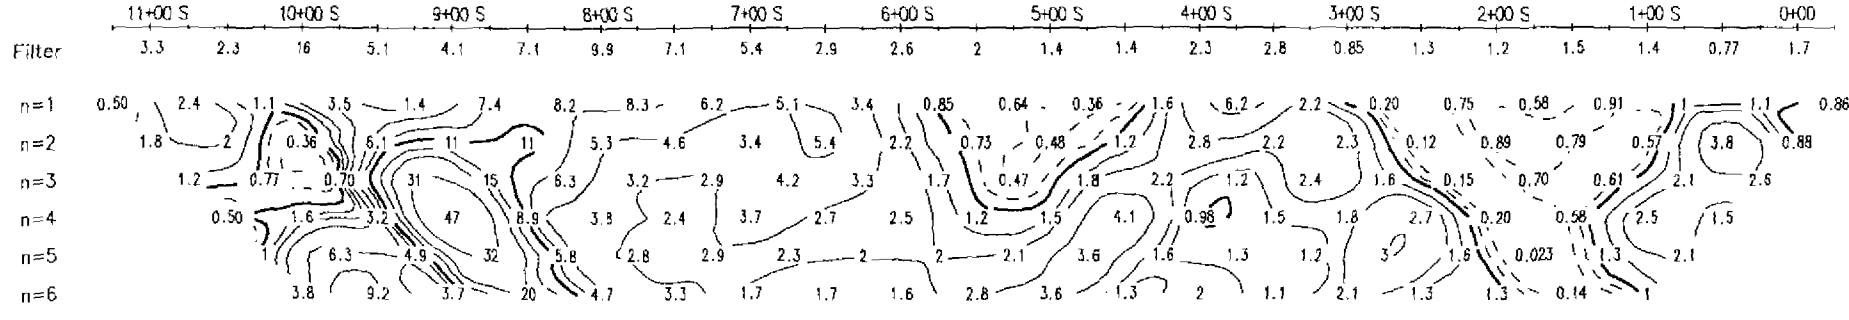 11+00 S 10+00 S 9+00 S 8+00 S 7+00 S 6+00 S 5+00 S 4+00 S 3+00 S 2+00 S 1+00 S 0+00
Filter 3.3 2.3 16 5.1 4.1 7.1 9.9 7.1 5.4 2.9 2.6 2 1.4 1.4 2.3 2.8 0.85 1.3 1.2 1.5 1.4 0.77 1.7
n=1 0.50 2.4 1.1 3.5 1.4 7.4 8.2 8.3 6.2 5.1 3.4 0.85 0.64 0.36 1.6 6.2 2.2 0.20 0.75 0.58 0.91 1 1.1 0.86
n=2 1.8 2 0.36 6.1 11 11 5.3 4.6 3.4 5.4 2.2 0.73 0.48 1.2 2.8 2.2 2.3 0.12 0.89 0.79 0.57 3.8 0.88
n=3 1.2 0.77 0.70 31 15 6.3 3.2 2.9 4.2 3.3 1.7 0.47 1.8 2.2 1.2 2.4 1.6 0.15 0.70 0.61 2.1 2.6
n=4 0.50 1.6 3.2 47 8.9 3.8 2.4 3.7 2.7 2.5 1.2 1.5 4.1 0.98 1.5 1.8 2.7 0.20 0.58 2.5 1.5
n=5 1 6.3 4.9 32 5.8 2.8 2.9 2.3 2 2 2.1 3.6 1.6 1.3 1.2 3 1.6 0.023 1.3 2.1
n=6 3.8 9.2 3.7 20 4.7 3.3 1.7 1.7 1.6 2.8 3.6 1.3 2 1.1 2.1 1.3 1.3 0.14 1